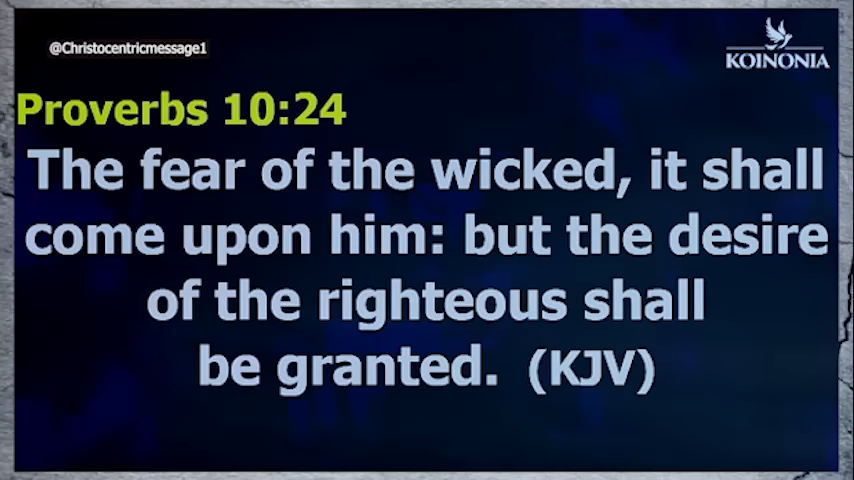 @Christocentricmessage1
KOINONIA
Proverbs 10:24
The fear of the wicked, it shall
come upon him: but the desire
of the righteous shall
be granted. (KJV)